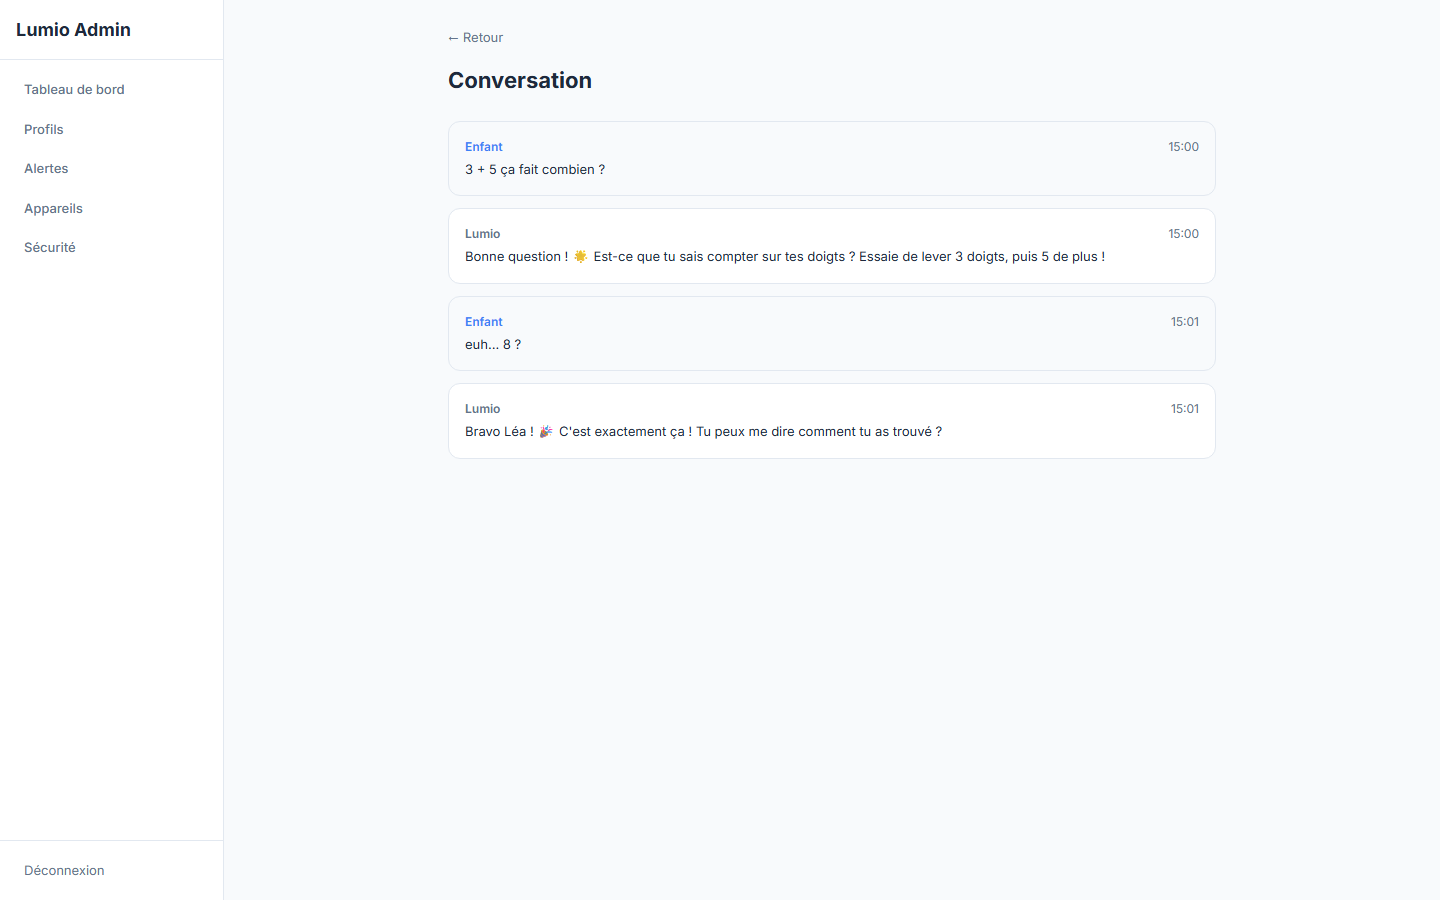 Lumio Admin
Tableau de bord
Profils
Alertes
Appareils
Sécurité
Déconnexion
← Retour
Conversation
Enfant 15:00
3 + 5 ça fait combien ?
Lumio 15:00
Bonne question ! 🌟 Est-ce que tu sais compter sur tes doigts ? Essaie de lever 3 doigts, puis 5 de plus !
Enfant 15:01
euh... 8 ?
Lumio 15:01
Bravo Léa ! 🎉 C'est exactement ça ! Tu peux me dire comment tu as trouvé ?